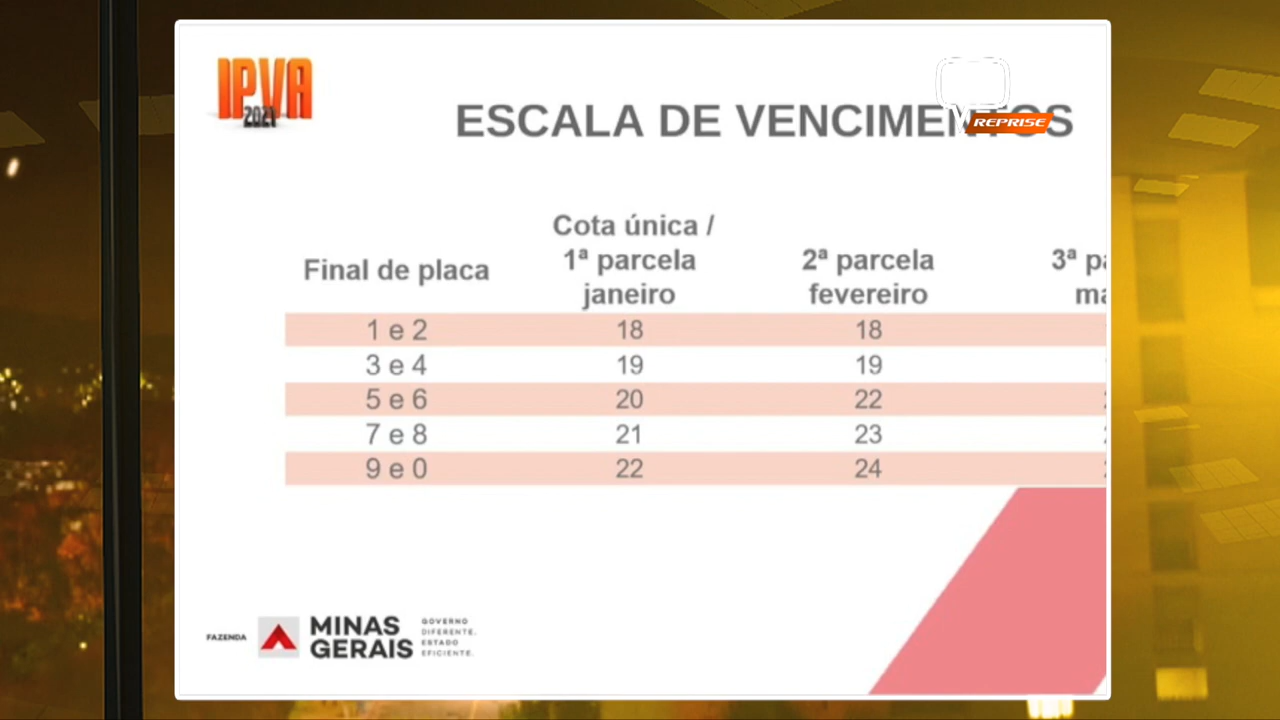 IPVA
2021
ESCALA DE VENCIMENTOS
REPRISE
Final de placa
Cota única /
1ª parcela
janeiro
2ª parcela
fevereiro
3ª
1 e 2 18 18
3 e 4 19 19
5 e 6 20 22
7 e 8 21 23
9 e 0 22 24
FAZENDA
MINAS
GERAIS
GOVERNO
DIFERENTE.
ESTADO
EFICIENTE.